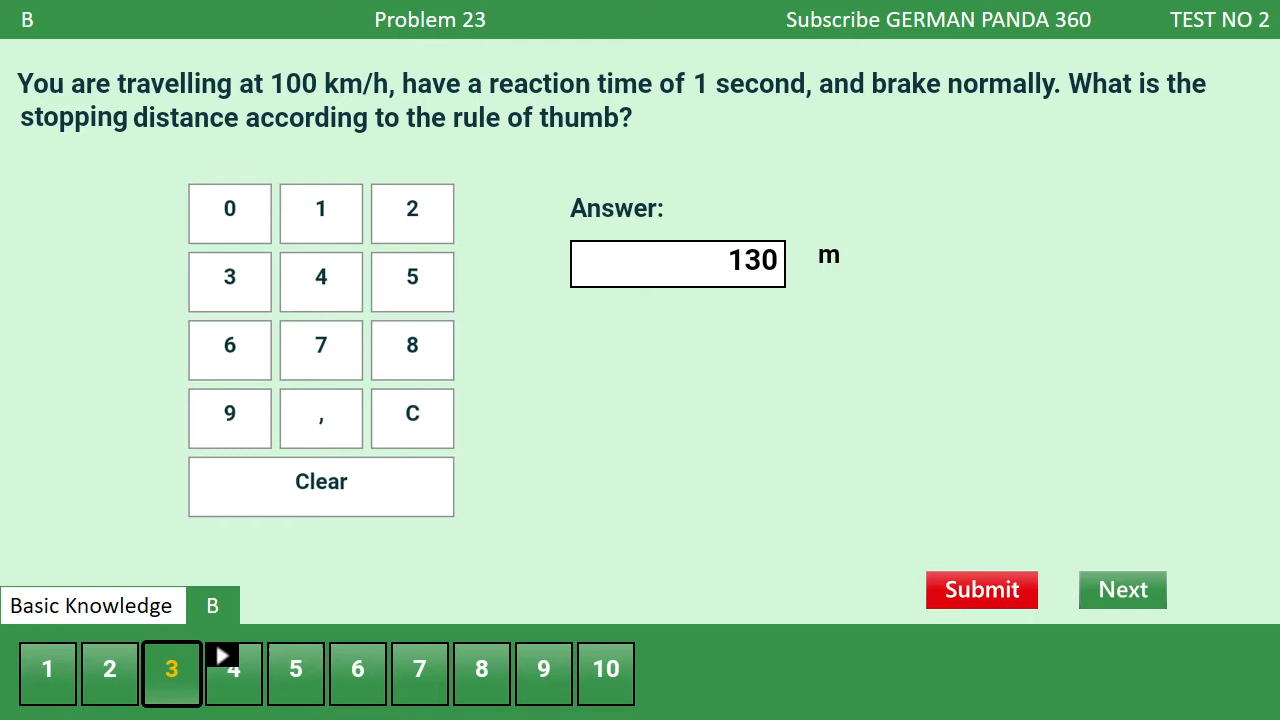 B Problem 23 Subscribe GERMAN PANDA 360 TEST NO 2
You are travelling at 100 km/h, have a reaction time of 1 second, and brake normally. What is the
stopping distance according to the rule of thumb?
0 1 2
3 4 5
6 7 8
9 , C
Clear
Answer:
130 m
Submit Next
Basic Knowledge B
1 2 3 4 5 6 7 8 9 10